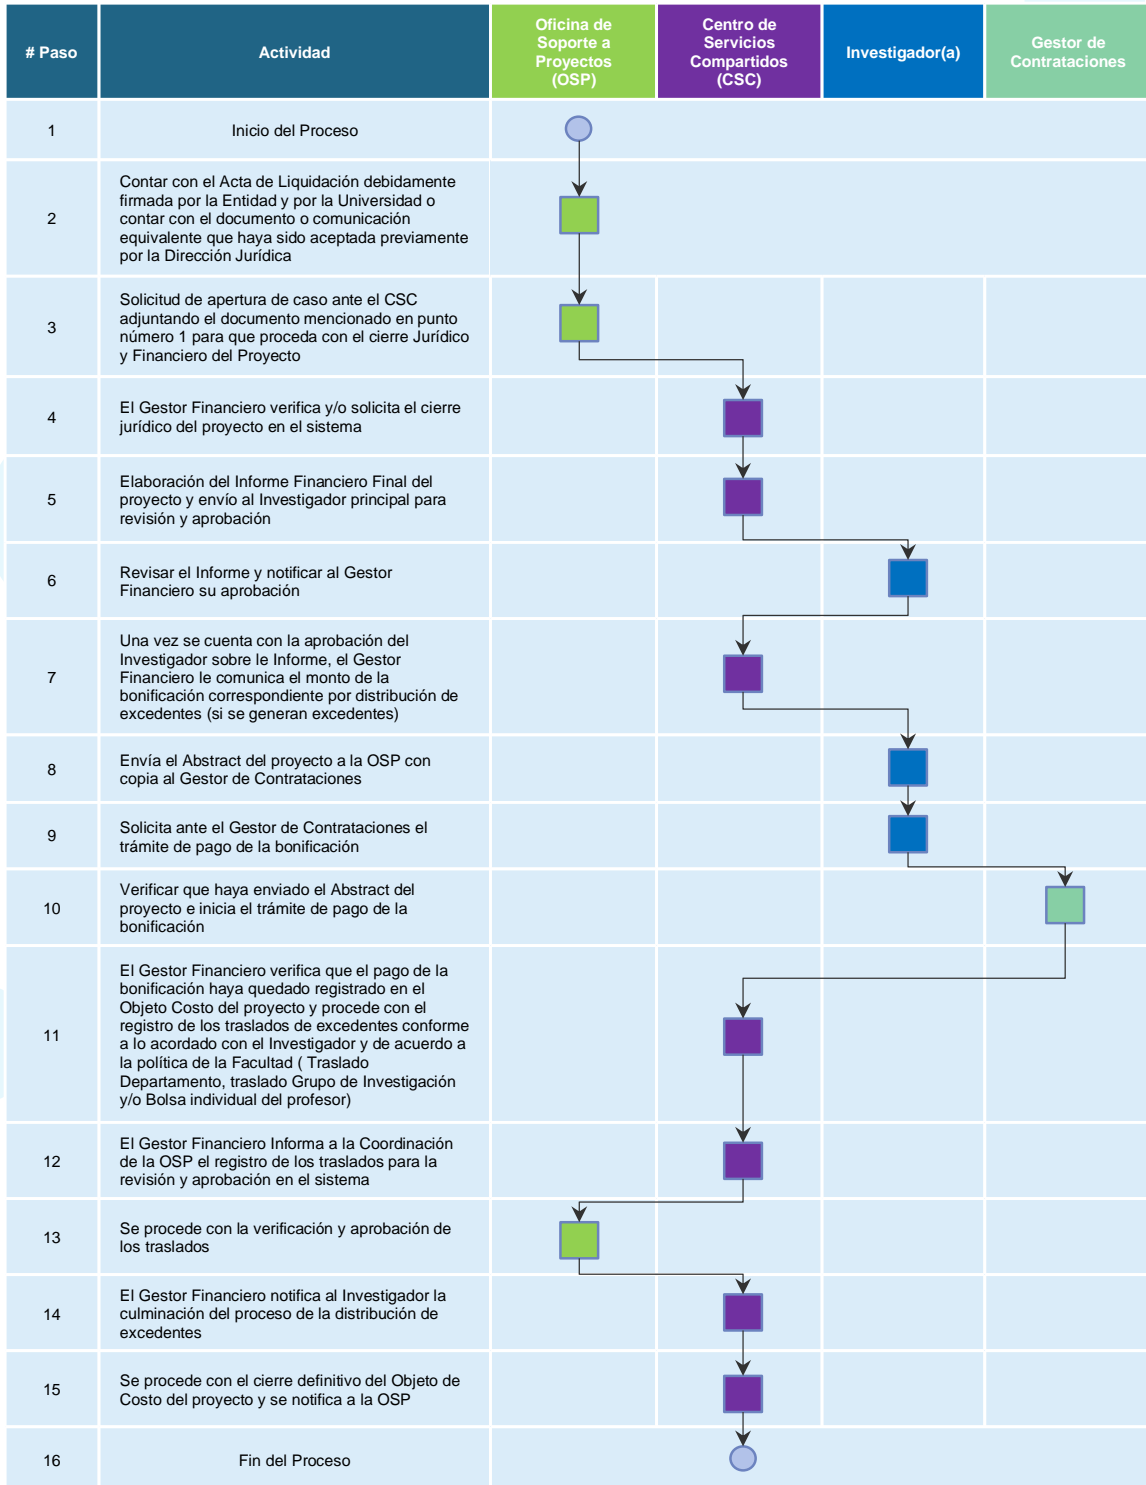 # Paso
Actividad
Oficina de
Soporte a
Proyectos
(OSP)
Centro de
Servicios
Compartidos
(CSC)
Investigador(a)
Gestor de
Contrataciones
1
Inicio del Proceso
2
Contar con el Acta de Liquidación debidamente
firmada por la Entidad y por la Universidad o
contar con el documento o comunicación
equivalente que haya sido aceptada previamente
por la Dirección Jurídica
3
Solicitud de apertura de caso ante el CSC
adjuntando el documento mencionado en punto
número 1 para que proceda con el cierre Jurídico
y Financiero del Proyecto
4
El Gestor Financiero verifica y/o solicita el cierre
jurídico del proyecto en el sistema
5
Elaboración del Informe Financiero Final del
proyecto y envío al Investigador principal para
revisión y aprobación
6
Revisar el Informe y notificar al Gestor
Financiero su aprobación
7
Una vez se cuenta con la aprobación del
Investigador sobre le Informe, el Gestor
Financiero le comunica el monto de la
bonificación correspondiente por distribución de
excedentes (si se generan excedentes)
8
Envía el Abstract del proyecto a la OSP con
copia al Gestor de Contrataciones
9
Solicita ante el Gestor de Contrataciones el
trámite de pago de la bonificación
10
Verificar que haya enviado el Abstract del
proyecto e inicia el trámite de pago de la
bonificación
11
El Gestor Financiero verifica que el pago de la
bonificación haya quedado registrado en el
Objeto Costo del proyecto y procede con el
registro de los traslados de excedentes conforme
a lo acordado con el Investigador y de acuerdo a
la política de la Facultad ( Traslado
Departamento, traslado Grupo de Investigación
y/o Bolsa individual del profesor)
12
El Gestor Financiero Informa a la Coordinación
de la OSP el registro de los traslados para la
revisión y aprobación en el sistema
13
Se procede con la verificación y aprobación de
los traslados
14
El Gestor Financiero notifica al Investigador la
culminación del proceso de la distribución de
excedentes
15
Se procede con el cierre definitivo del Objeto de
Costo del proyecto y se notifica a la OSP
16
Fin del Proceso